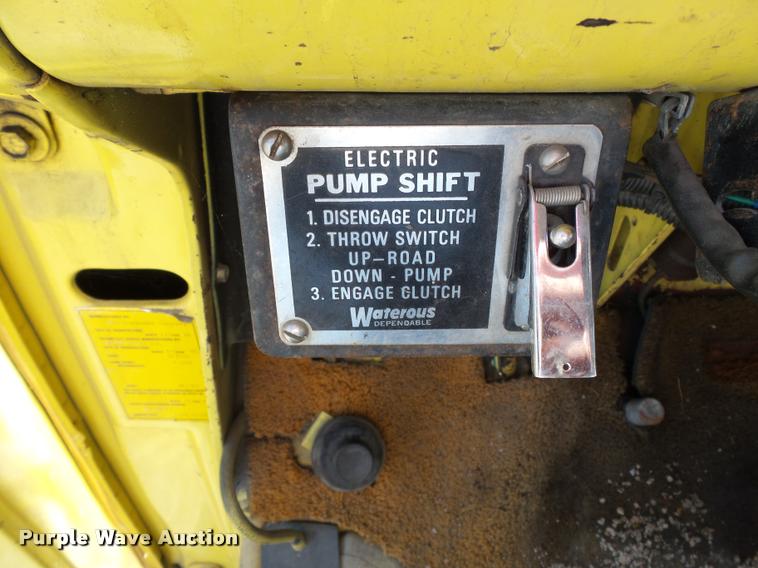 ELECTRIC
PUMP SHIFT
1. DISENGAGE CLUTCH
2. THROW SWITCH
UP-ROAD
DOWN - PUMP
3. ENGAGE CLUTCH
Waterous
DEPENDABLE
Purple Wave Auction